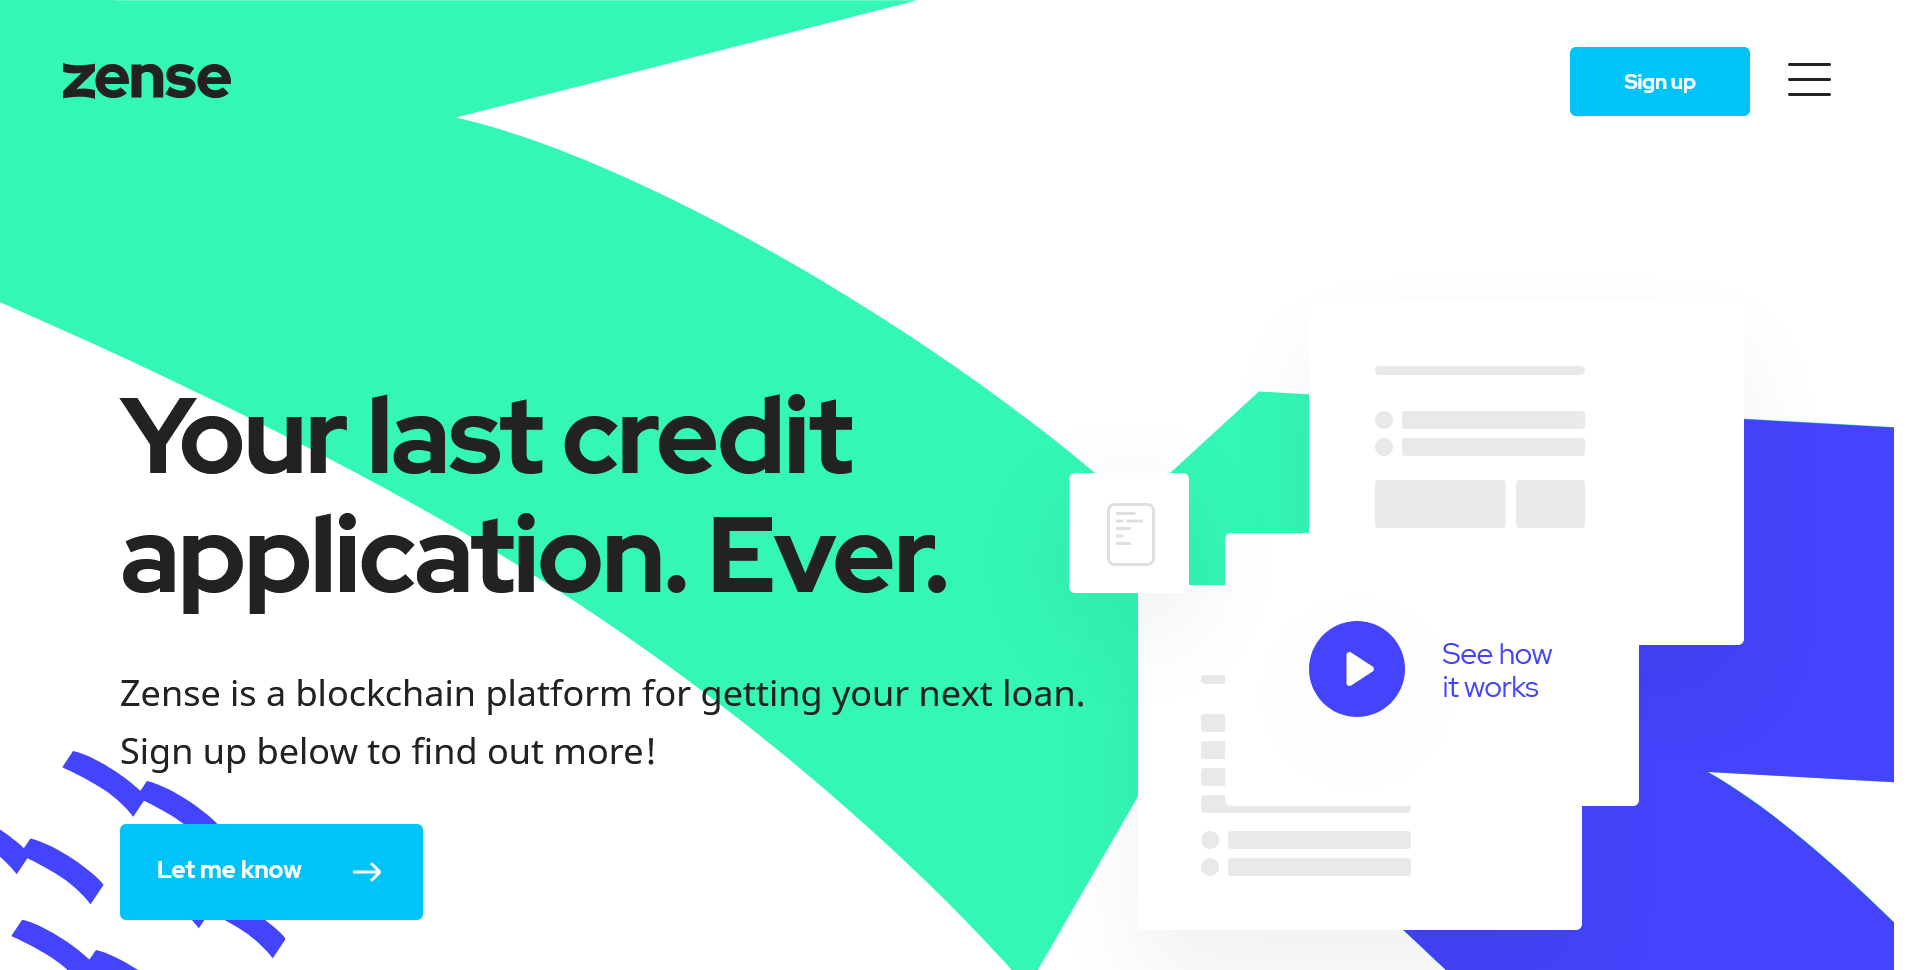 zense
Sign up
Your last credit
application. Ever.
Zense is a blockchain platform for getting your next loan.
Sign up below to find out more!
Let me know
See how
it works